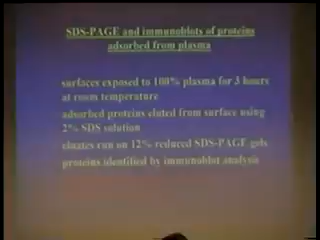 SDS-PAGE and immunoblots of proteins
adsorbed from plasma
surfaces exposed to 100% plasma for 3 hours
at room temperature
adsorbed proteins eluted from surface using
2% SDS solution
eluates run on 12% reduced SDS-PAGE gels
proteins identified by immunoblot analysis